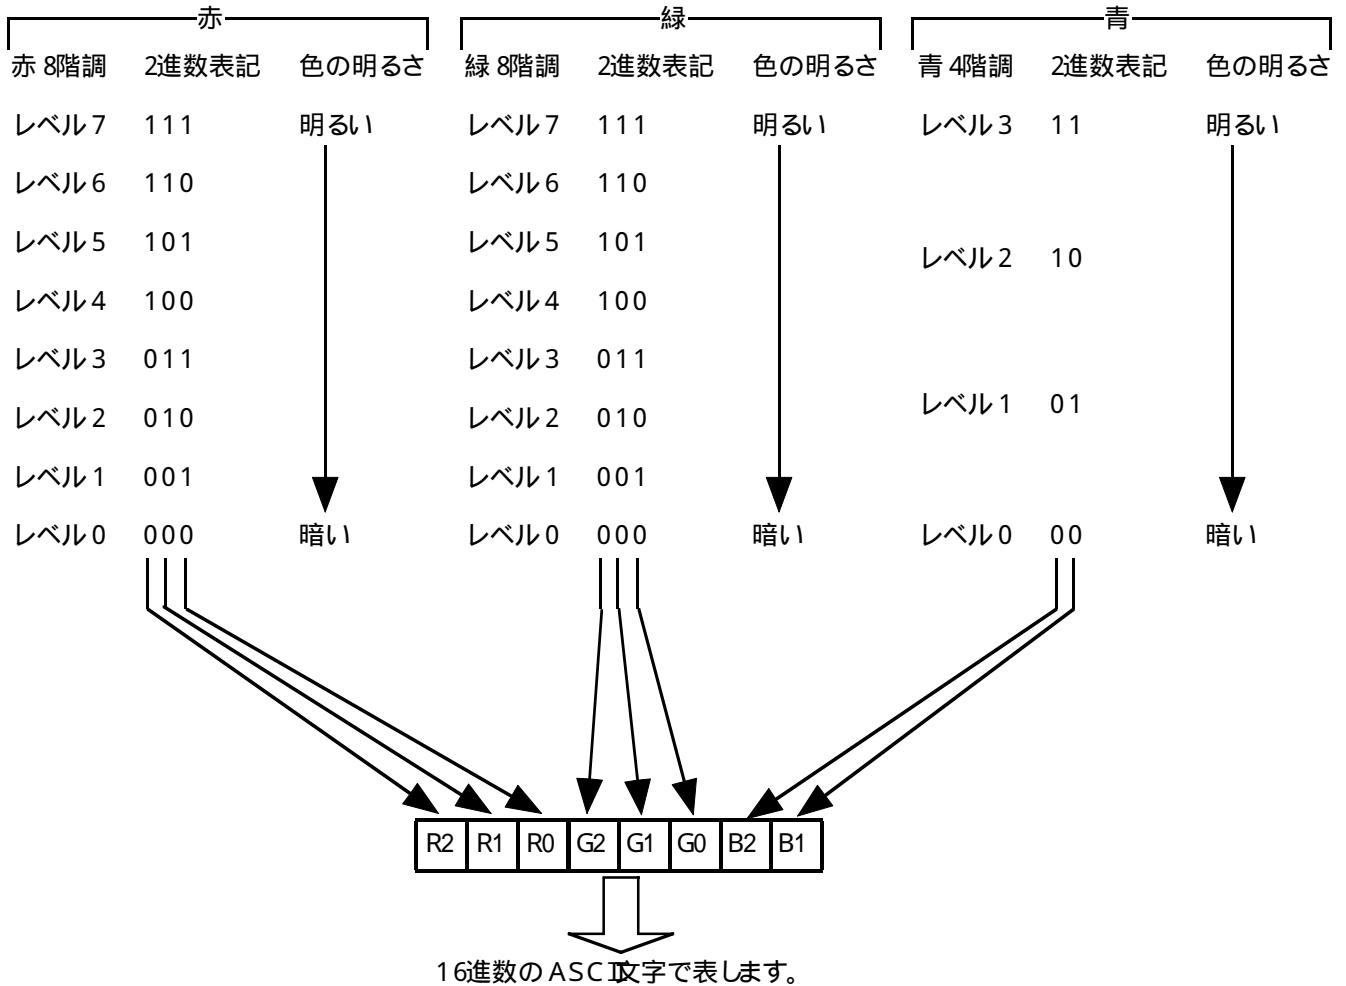 赤 緑 青
赤 8階調 2進数表記 色の明るさ 緑 8階調 2進数表記 色の明るさ 青 4階調 2進数表記 色の明るさ
レベル 7 111 明るい レベル 7 111 明るい レベル 3 11 明るい
レベル 6 110 レベル 6 110
レベル 5 101 レベル 5 101
レベル 2 10
レベル 4 100 レベル 4 100
レベル 3 011 レベル 3 011
レベル 1 01
レベル 2 010 レベル 2 010
レベル 1 001 レベル 1 001
レベル 0 000 暗い レベル 0 000 暗い レベル 0 00 暗い
R2 R1 R0 G2 G1 G0 B2 B1
16進数の ASCII文字で表します。